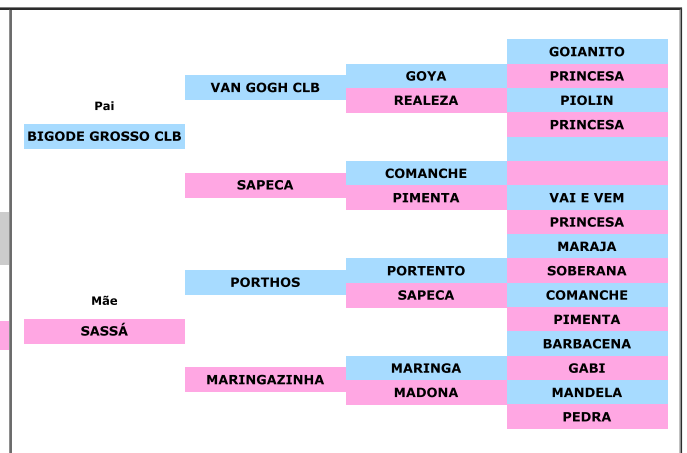 GOIANITO
GOYA
PRINCESA
VAN GOGH CLB
REALEZA
PIOLIN
Pai
PRINCESA
BIGODE GROSSO CLB
COMANCHE
SAPECA
PIMENTA
VAI E VEM
PRINCESA
MARAJA
PORTENTO
SOBERANA
PORTHOS
SAPECA
COMANCHE
Mãe
PIMENTA
SASSÁ
BARBACENA
MARINGA
GABI
MARINGAZINHA
MADONA
MANDELA
PEDRA